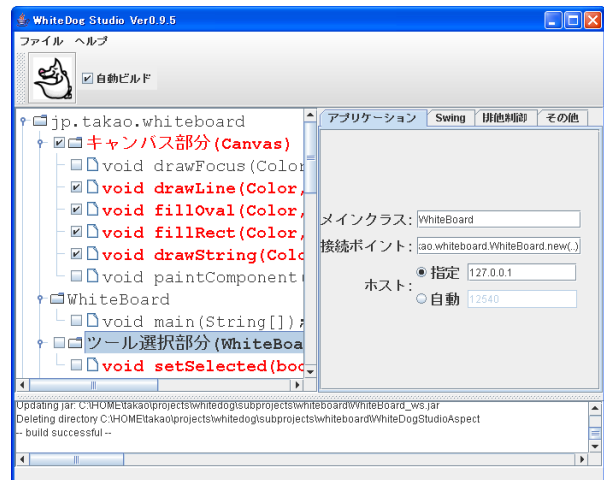 WhiteDog Studio Ver0.9.5
ファイル ヘルプ
自動ビルド
jp.takao.whiteboard
キャンバス部分(Canvas)
void drawFocus(Color
void drawLine(Color,
void fillOval(Color,
void fillRect(Color,
void drawString(Colo
void paintComponent(
WhiteBoard
void main(String[]);
ツール選択部分(WhiteBoa
void setSelected(boo
アプリケーション Swing 排他制御 その他
メインクラス: WhiteBoard
接続ポイント: kao.whiteboard.WhiteBoard.new(..)
ホスト: 指定 127.0.0.1
自動 12540
Updating jar: C:\HOME\takao\projects\whitedog\subprojects\whiteboard\WhiteBoard_ws.jar
Deleting directory C:\HOME\takao\projects\whitedog\subprojects\whiteboard\WhiteDogStudioAspect
-- build successful --